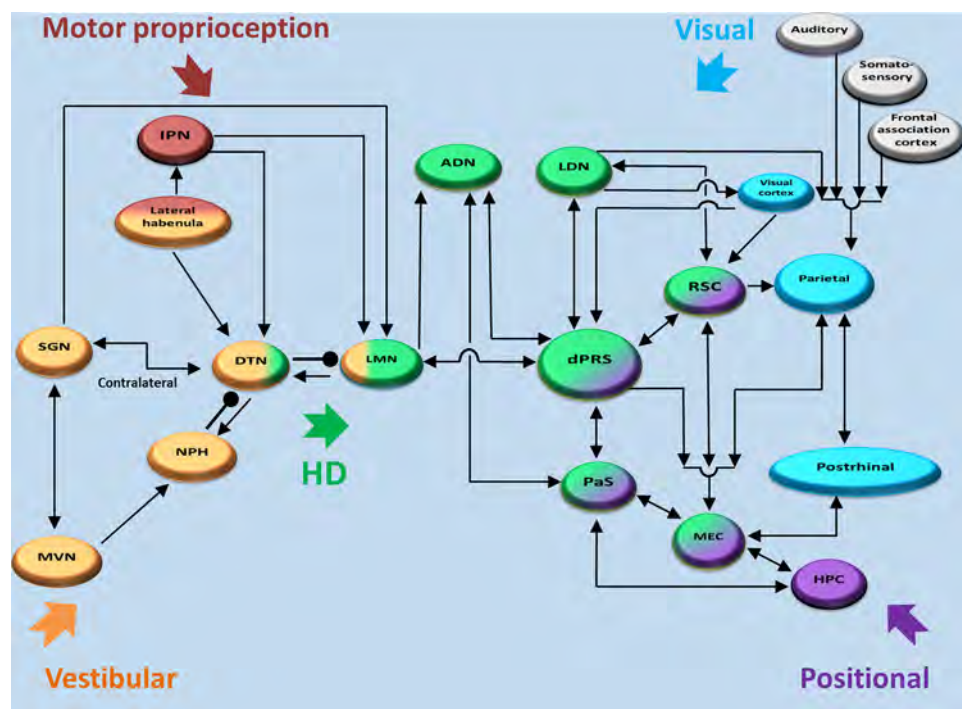 Motor proprioception
Visual
Auditory
Somato-
sensory
Frontal
association
cortex
IPN
ADN
LDN
Visual
cortex
Lateral
habenula
RSC
Parietal
SGN
Contralateral
DTN
LMN
dPRS
NPH
HD
PaS
Postrhinal
MVN
MEC
HPC
Vestibular
Positional